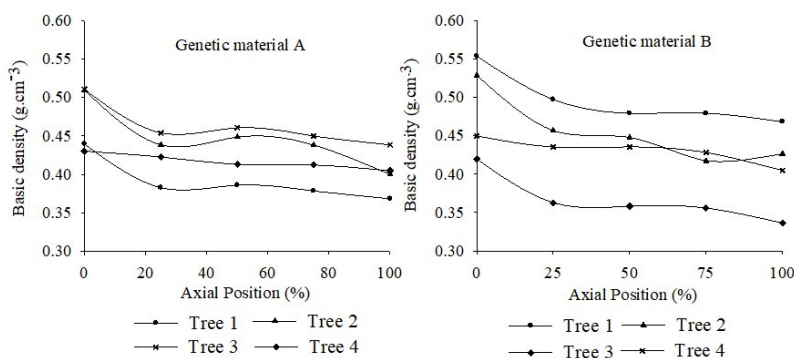 Genetic material A
Basic density (g.cm⁻³)
0.60
0.55
0.50
0.45
0.40
0.35
0.30
0
20
40
60
80
100
Axial Position (%)
Tree 1
Tree 2
Tree 3
Tree 4
Genetic material B
Basic density (g.cm-³)
0.60
0.55
0.50
0.45
0.40
0.35
0.30
0
25
50
75
100
Axial Position (%)
Tree 1
Tree 2
Tree 3
Tree 4